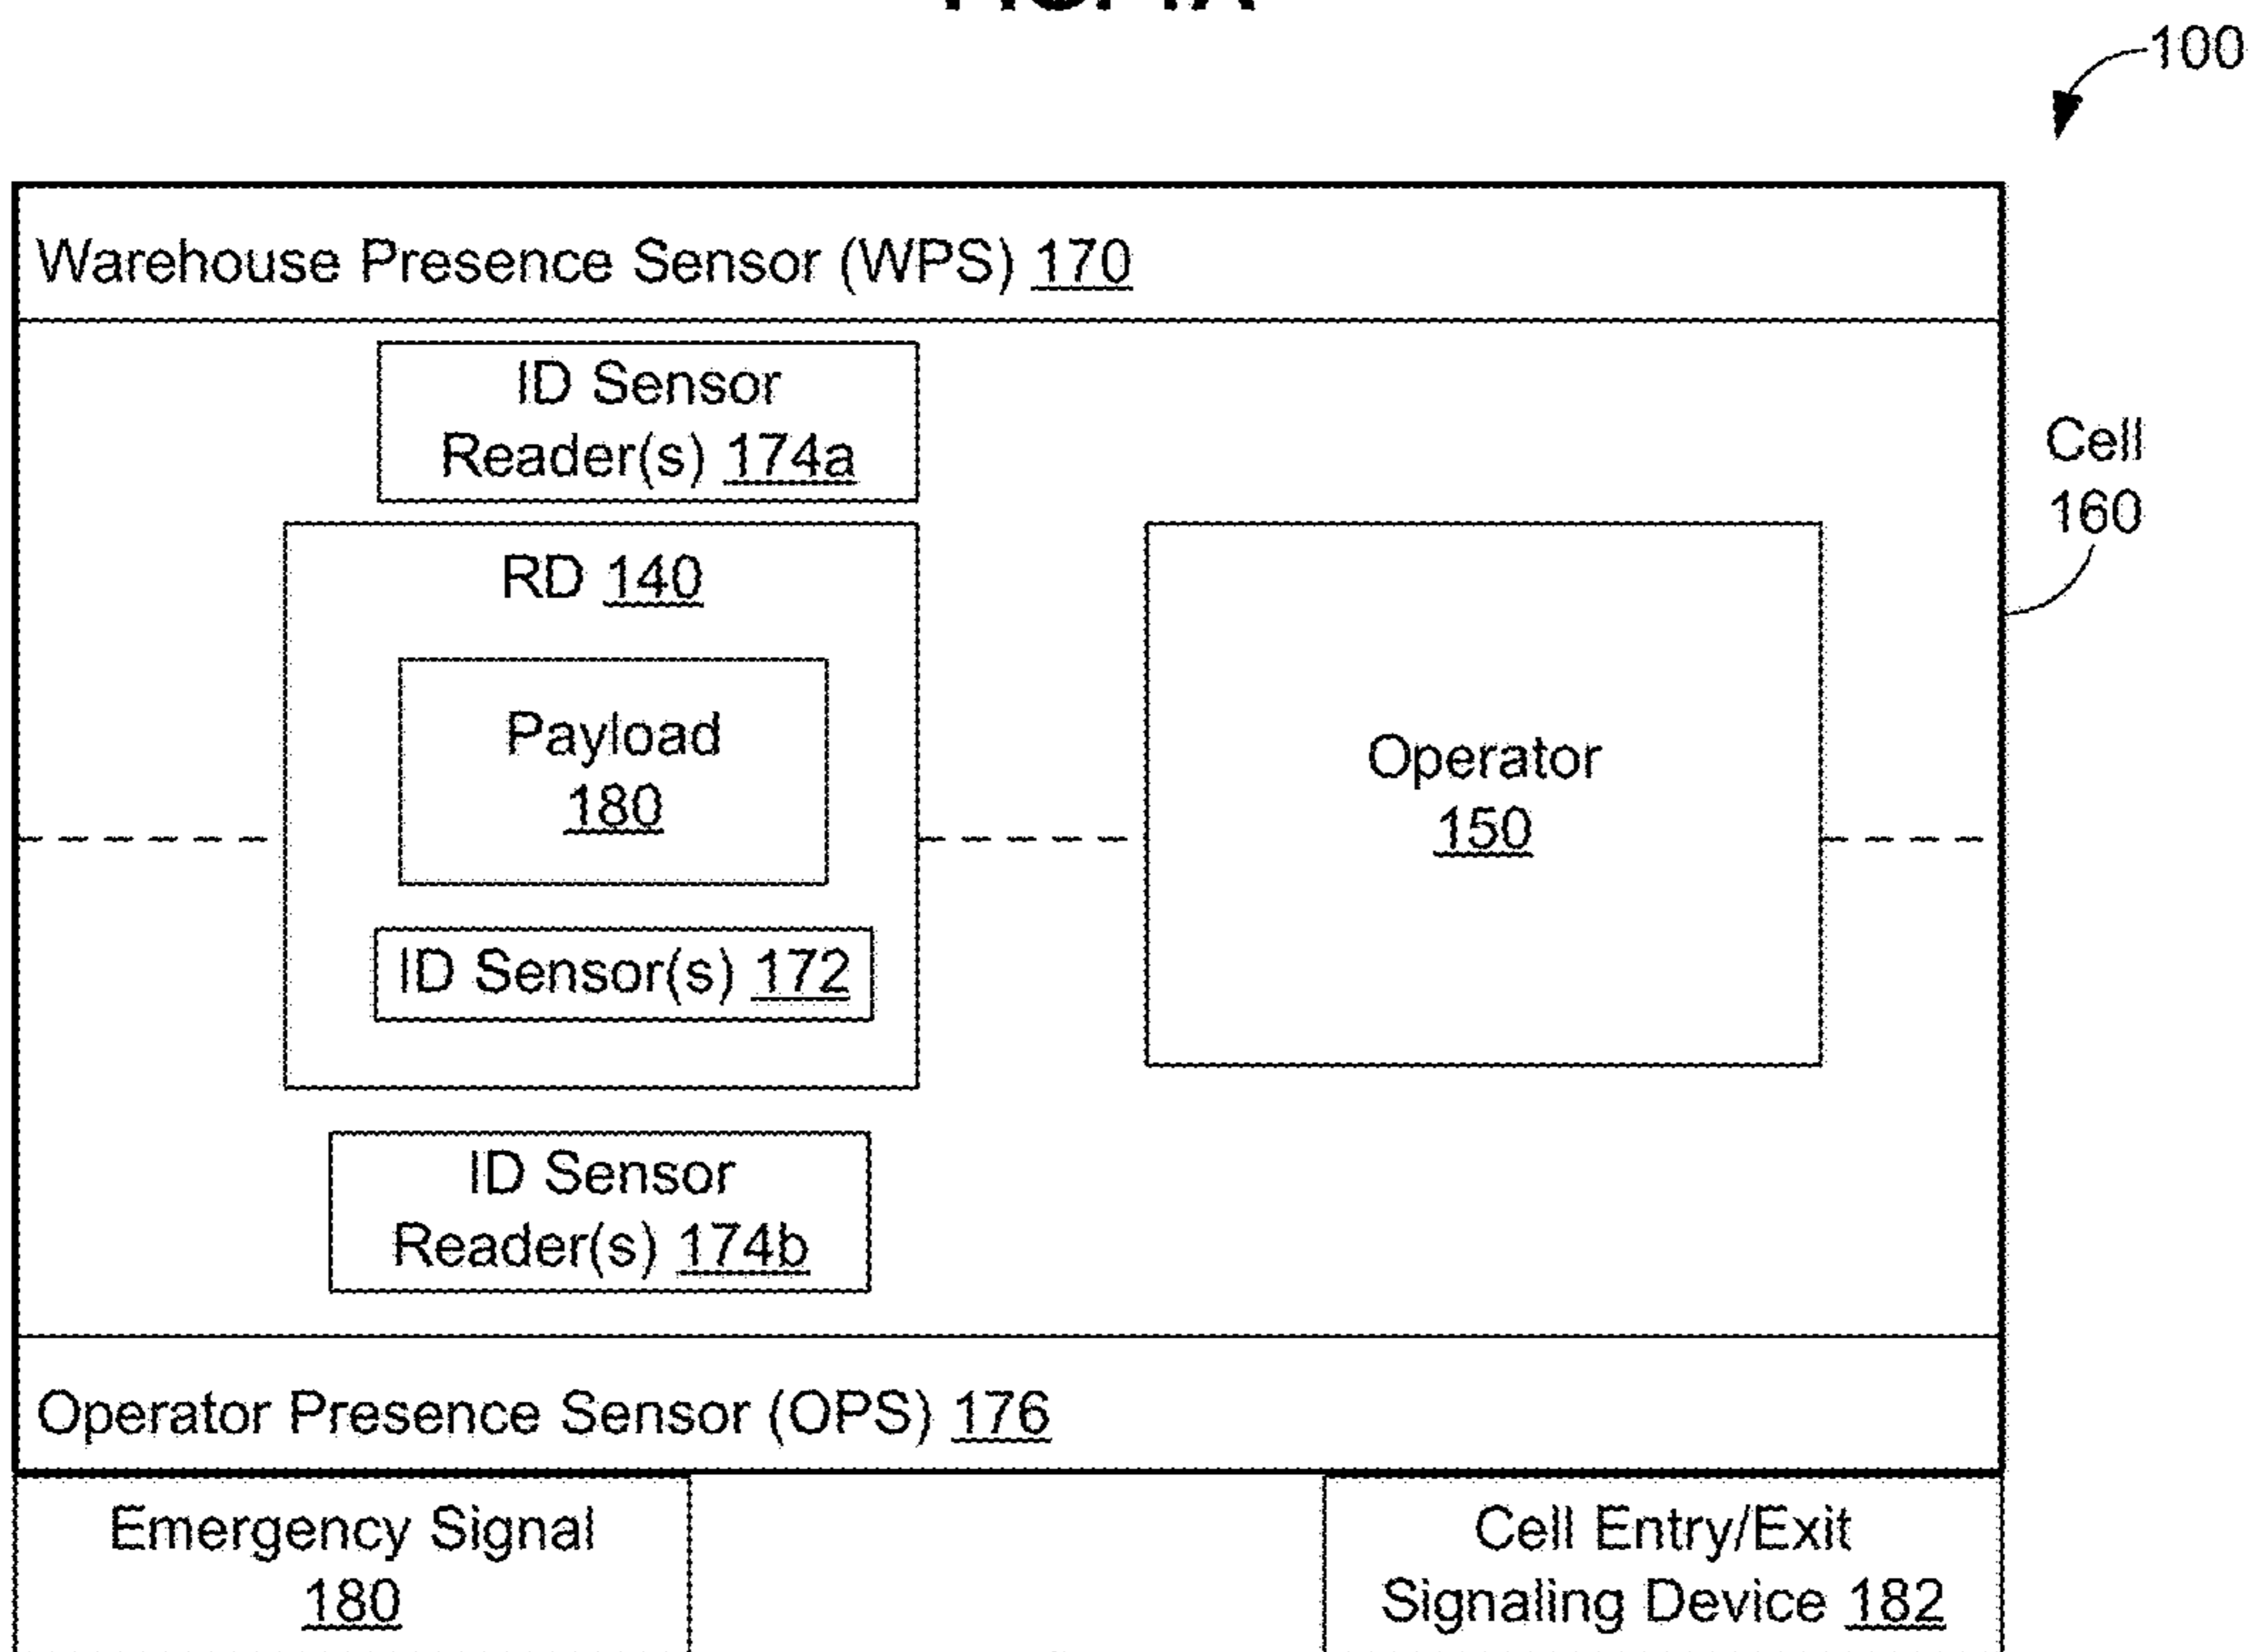 100
Warehouse Presence Sensor (WPS) 170
ID Sensor
Reader(s) 174a
Cell
160
RD 140
Payload
180
Operator
150
ID Sensor(s) 172
ID Sensor
Reader(s) 174b
Operator Presence Sensor (OPS) 176
Emergency Signal
180
Cell Entry/Exit
Signaling Device 182